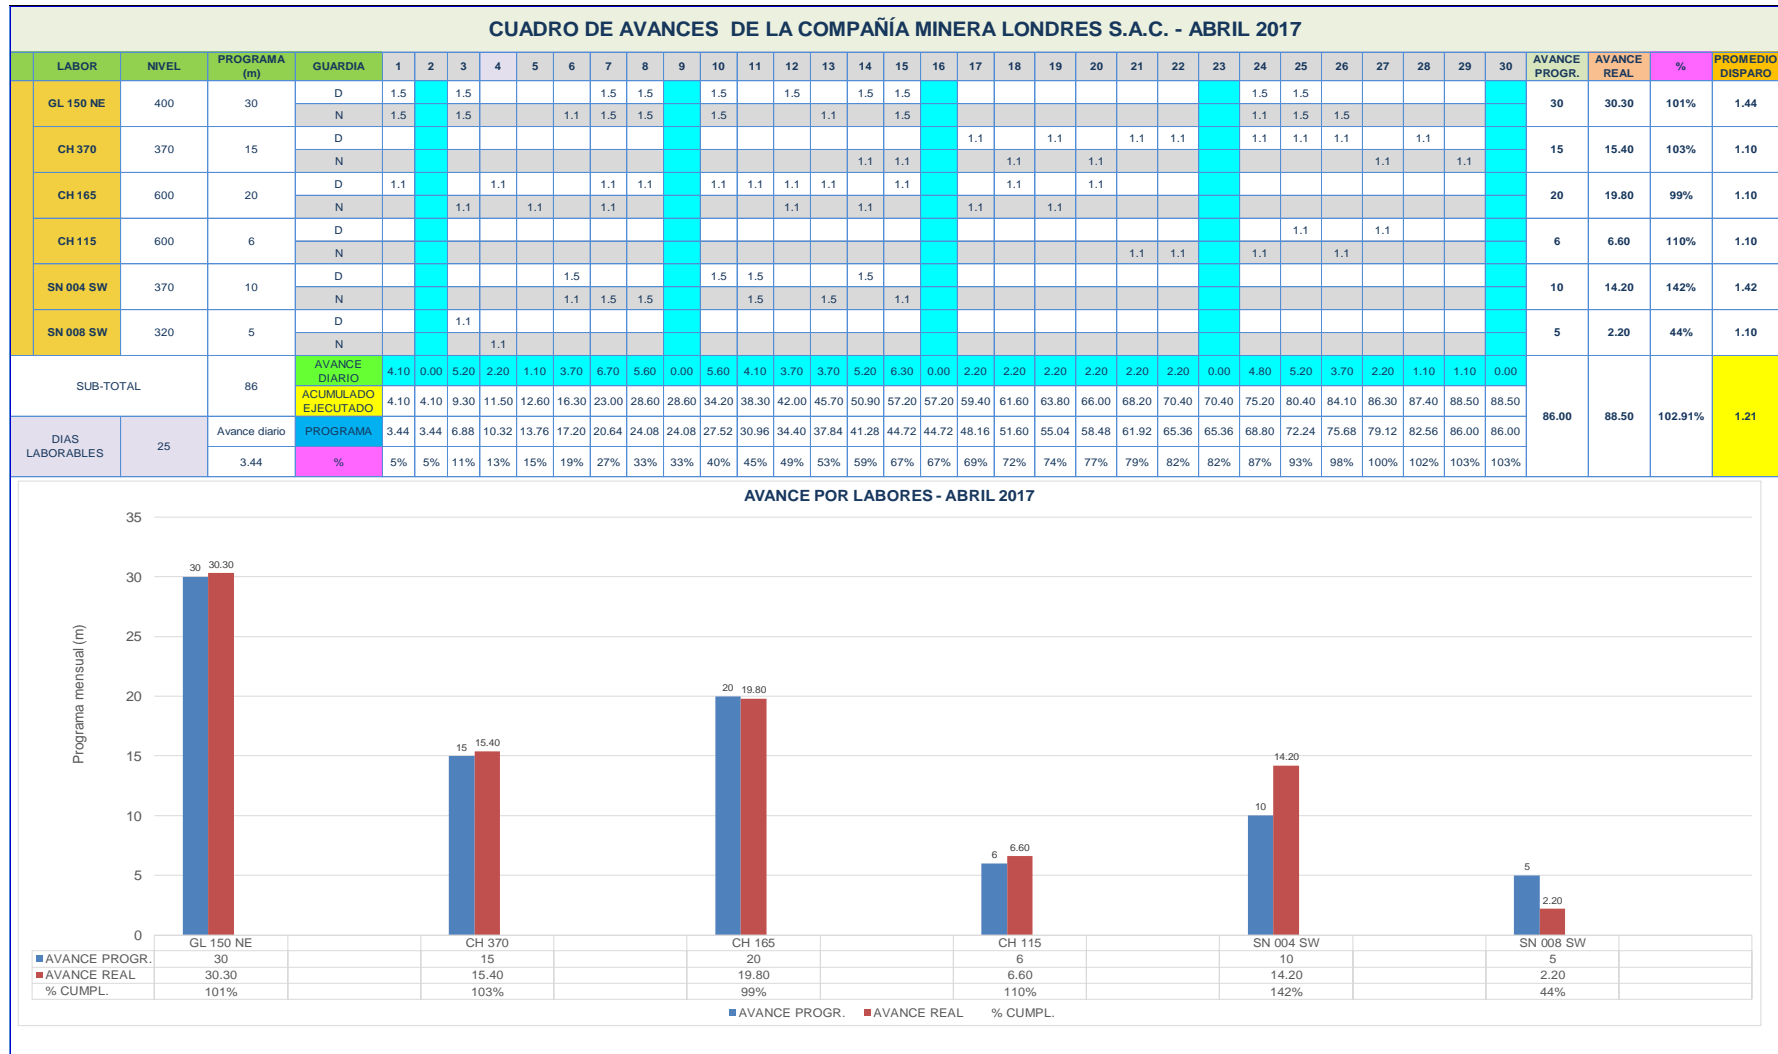 CUADRO DE AVANCES DE LA COMPAÑÍA MINERA LONDRES S.A.C. - ABRIL 2017
LABOR NIVEL PROGRAMA (m) GUARDIA 1 2 3 4 5 6 7 8 9 10 11 12 13 14 15 16 17 18 19 20 21 22 23 24 25 26 27 28 29 30 AVANCE PROGR. AVANCE REAL % PROMEDIO DISPARO
GL 150 NE 400 30 D 1.5 1.5 1.5 1.5 1.5 1.5 1.5 1.5 1.5 1.5 30 30.30 101% 1.44
N 1.5 1.5 1.1 1.5 1.5 1.5 1.1 1.5 1.1 1.5 1.5
CH 370 370 15 D 1.1 1.1 1.1 1.1 1.1 1.1 1.1 1.1 15 15.40 103% 1.10
N 1.1 1.1 1.1 1.1 1.1 1.1
CH 165 600 20 D 1.1 1.1 1.1 1.1 1.1 1.1 1.1 1.1 1.1 1.1 1.1 20 19.80 99% 1.10
N 1.1 1.1 1.1 1.1 1.1 1.1 1.1
CH 115 600 6 D 1.1 1.1 6 6.60 110% 1.10
N 1.1 1.1 1.1 1.1
SN 004 SW 370 10 D 1.5 1.5 1.5 1.5 10 14.20 142% 1.42
N 1.1 1.5 1.5 1.5 1.5 1.1
SN 008 SW 320 5 D 1.1 5 2.20 44% 1.10
N 1.1
SUB-TOTAL 86 AVANCE DIARIO 4.10 0.00 5.20 2.20 1.10 3.70 6.70 5.60 0.00 5.60 4.10 3.70 3.70 5.20 6.30 0.00 2.20 2.20 2.20 2.20 2.20 2.20 0.00 4.80 5.20 3.70 2.20 1.10 1.10 0.00 86.00 88.50 102.91% 1.21
ACUMULADO EJECUTADO 4.10 4.10 9.30 11.50 12.60 16.30 23.00 28.60 28.60 34.20 38.30 42.00 45.70 50.90 57.20 57.20 59.40 61.60 63.80 66.00 68.20 70.40 70.40 75.20 80.40 84.10 86.30 87.40 88.50 88.50
DIAS LABORABLES 25 Avance diario PROGRAMA 3.44 3.44 6.88 10.32 13.76 17.20 20.64 24.08 24.08 27.52 30.96 34.40 37.84 41.28 44.72 44.72 48.16 51.60 55.04 58.48 61.92 65.36 65.36 68.80 72.24 75.68 79.12 82.56 86.00 86.00
3.44 % 5% 5% 11% 13% 15% 19% 27% 33% 33% 40% 45% 49% 53% 59% 67% 67% 69% 72% 74% 77% 79% 82% 82% 87% 93% 98% 100% 102% 103% 103%
AVANCE POR LABORES - ABRIL 2017
Programa mensual (m)
35
30
25
20
15
10
5
0
30 30.30
15 15.40
20 19.80
6 6.60
10 14.20
5 2.20
GL 150 NE CH 370 CH 165 CH 115 SN 004 SW SN 008 SW
AVANCE PROGR. 30 15 20 6 10 5
AVANCE REAL 30.30 15.40 19.80 6.60 14.20 2.20
% CUMPL. 101% 103% 99% 110% 142% 44%
AVANCE PROGR. AVANCE REAL % CUMPL.